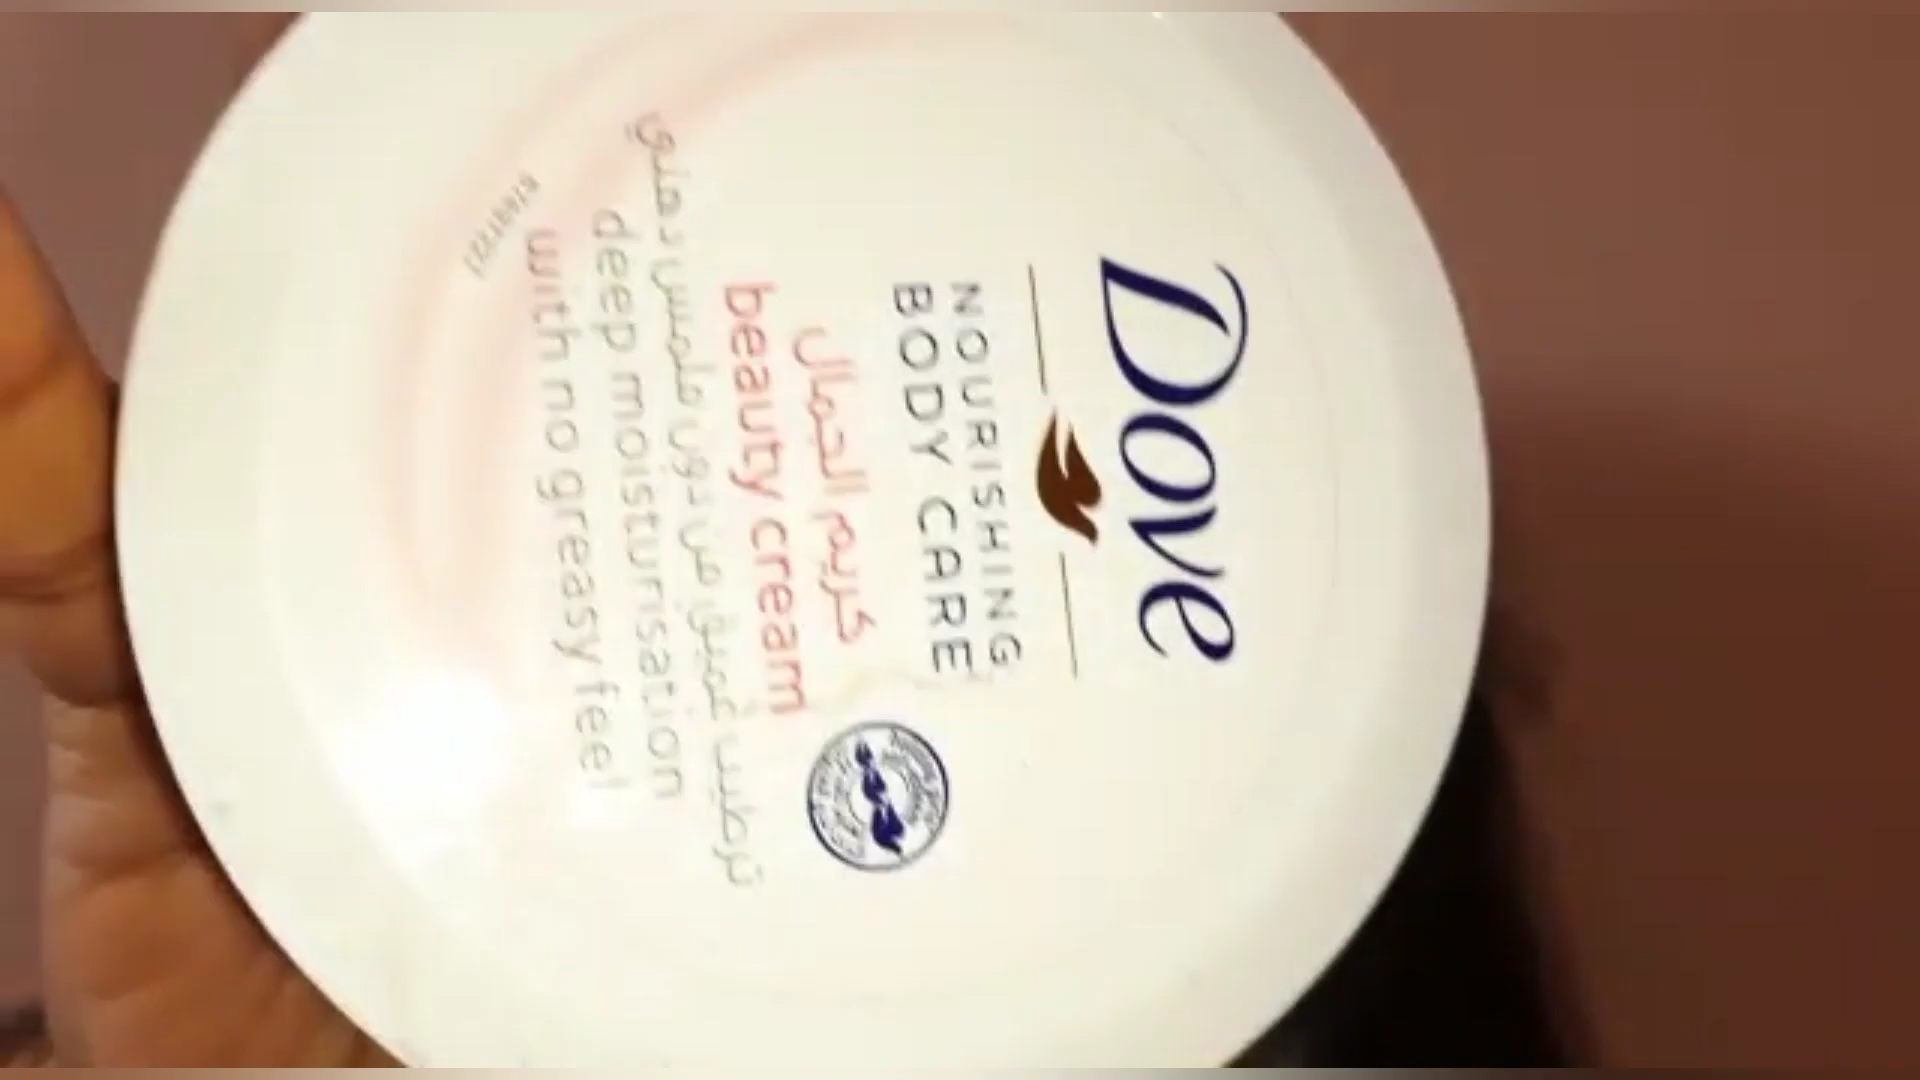 Dove
NOURISHING
BODY CARE
كريم الجمال
beauty cream
ترطيب عميق من دون ملمس دهني
deep moisturisation
with no greasy feel